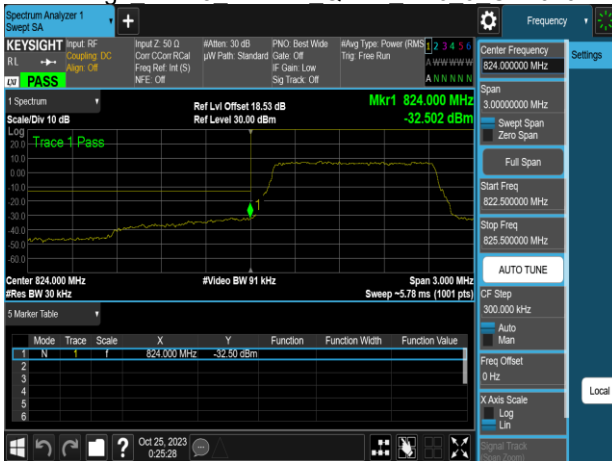 Spectrum Analyzer 1
Swept SA
+
Frequency
KEYSIGHT
Input: RF
Input Z: 50 Ω
#Atten: 30 dB
PNO: Best Wide
#Avg Type: Power (RMS
1 2 3 4 5 6
RL
Coupling: DC
Corr CCorr RCal
µW Path: Standard
Gate: Off
Trig: Free Run
A W W W W W
Align: Off
Freq Ref: Int (S)
IF Gain: Low
NFE: Off
Sig Track: Off
A N N N N N
LXI
PASS
1 Spectrum
Ref Lvl Offset 18.53 dB
Mkr1 824.000 MHz
Scale/Div 10 dB
Ref Level 30.00 dBm
-32.502 dBm
Log
Trace 1 Pass
20.0
10.0
0.00
-10.0
-20.0
-30.0
-40.0
-50.0
-60.0
1
Center 824.000 MHz
#Video BW 91 kHz
Span 3.000 MHz
#Res BW 30 kHz
Sweep ~5.78 ms (1001 pts)
5 Marker Table
Mode Trace Scale X Y Function Function Width Function Value
1 N 1 f 824.000 MHz -32.50 dBm
2
3
4
5
6
Oct 25, 2023
0:25:28
?
Center Frequency
824.000000 MHz
Settings
Span
3.00000000 MHz
Swept Span
Zero Span
Full Span
Start Freq
822.500000 MHz
Stop Freq
825.500000 MHz
AUTO TUNE
CF Step
300.000 kHz
Auto
Man
Freq Offset
0 Hz
Local
X Axis Scale
Log
Lin
Signal Track
(Span Zoom)